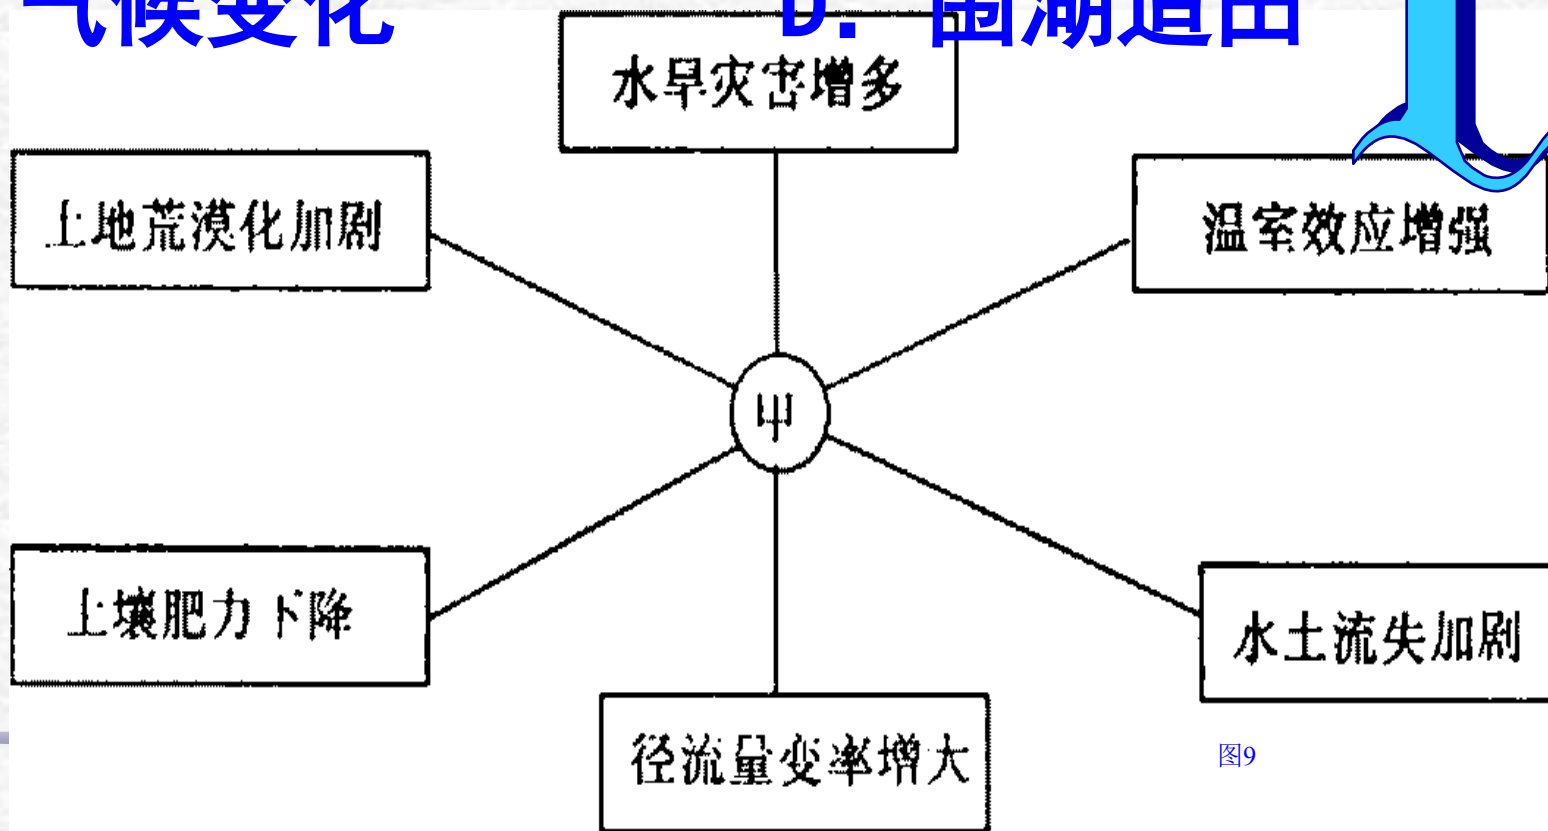 气候变化
D. 围湖造田
水旱灾害增多
土地荒漠化加剧
温室效应增强
甲
土壤肥力下降
水土流失加剧
径流量变率增大
图9